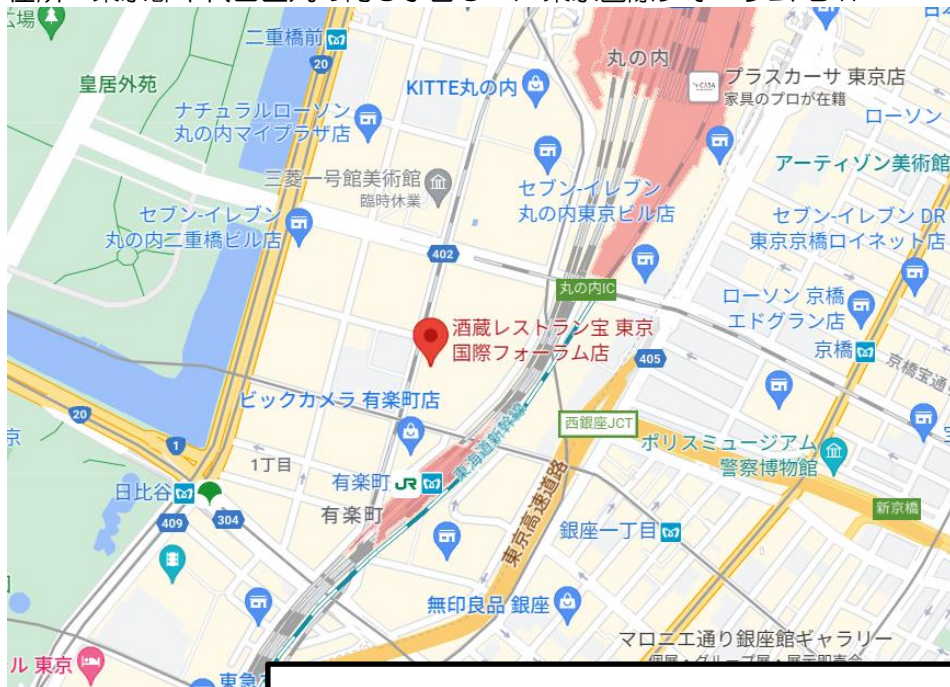 広場
二重橋前
20
丸の内
皇居外苑
KITTE丸の内
プラスカーサ 東京店
家具のプロが在籍
ナチュラルローソン
丸の内マイプラザ店
ローソン
三菱一号館美術館
臨時休業
アーティゾン美術館
セブン-イレブン
丸の内東京ビル店
セブン-イレブン
丸の内二重橋ビル店
セブン-イレブン DR
東京京橋ロイネット店
402
丸の内IC
ローソン 京橋
エドグラン店
酒蔵レストラン宝 東京
国際フォーラム店
405
京橋
京橋宝通り
ビックカメラ 有楽町店
20
1
西銀座JCT
ポリスミュージアム
警察博物館
東海道新幹線
1丁目
有楽町 JR
日比谷
有楽町
409
304
東京高速道路
新京橋
銀座一丁目
無印良品 銀座
マロニエ通り銀座館ギャラリー
ル 東京
東急